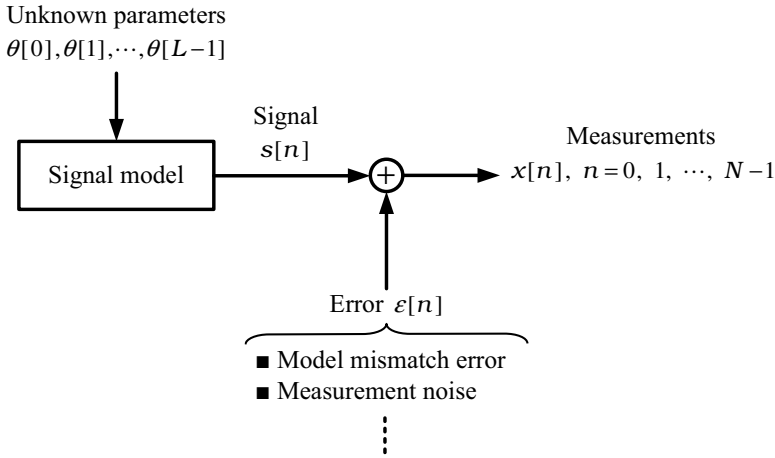 Unknown parameters
θ[0],θ[1],⋯,θ[L−1]
Signal
s[n]
Signal model
+
Measurements
x[n], n=0, 1, ⋯, N−1
Error ε[n]
■ Model mismatch error
■ Measurement noise